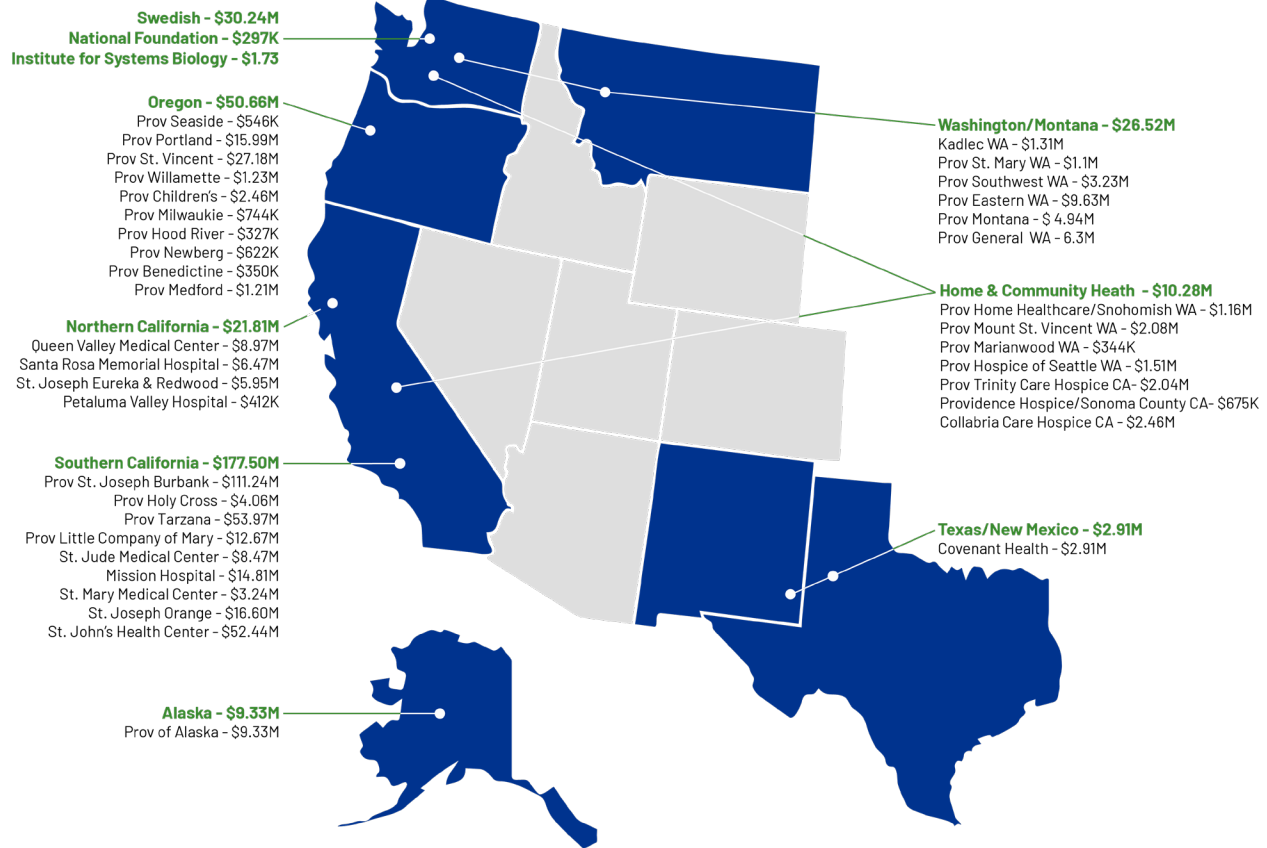 Swedish - $30.24M
National Foundation - $297K
Institute for Systems Biology - $1.73
Oregon - $50.66M
Prov Seaside - $546K
Prov Portland - $15.99M
Prov St. Vincent - $27.18M
Prov Willamette - $1.23M
Prov Children's - $2.46M
Prov Milwaukie - $744K
Prov Hood River - $327K
Prov Newberg - $622K
Prov Benedictine - $350K
Prov Medford - $1.21M
Northern California - $21.81M
Queen Valley Medical Center - $8.97M
Santa Rosa Memorial Hospital - $6.47M
St. Joseph Eureka & Redwood - $5.95M
Petaluma Valley Hospital - $412K
Southern California - $177.50M
Prov St. Joseph Burbank - $111.24M
Prov Holy Cross - $4.06M
Prov Tarzana - $53.97M
Prov Little Company of Mary - $12.67M
St. Jude Medical Center - $8.47M
Mission Hospital - $14.81M
St. Mary Medical Center - $3.24M
St. Joseph Orange - $16.60M
St. John's Health Center - $52.44M
Alaska - $9.33M
Prov of Alaska - $9.33M
Washington/Montana - $26.52M
Kadlec WA - $1.31M
Prov St. Mary WA - $1.1M
Prov Southwest WA - $3.23M
Prov Eastern WA - $9.63M
Prov Montana - $ 4.94M
Prov General WA - 6.3M
Home & Community Heath - $10.28M
Prov Home Healthcare/Snohomish WA - $1.16M
Prov Mount St. Vincent WA - $2.08M
Prov Marianwood WA - $344K
Prov Hospice of Seattle WA - $1.51M
Prov Trinity Care Hospice CA- $2.04M
Providence Hospice/Sonoma County CA- $675K
Collabria Care Hospice CA - $2.46M
Texas/New Mexico - $2.91M
Covenant Health - $2.91M